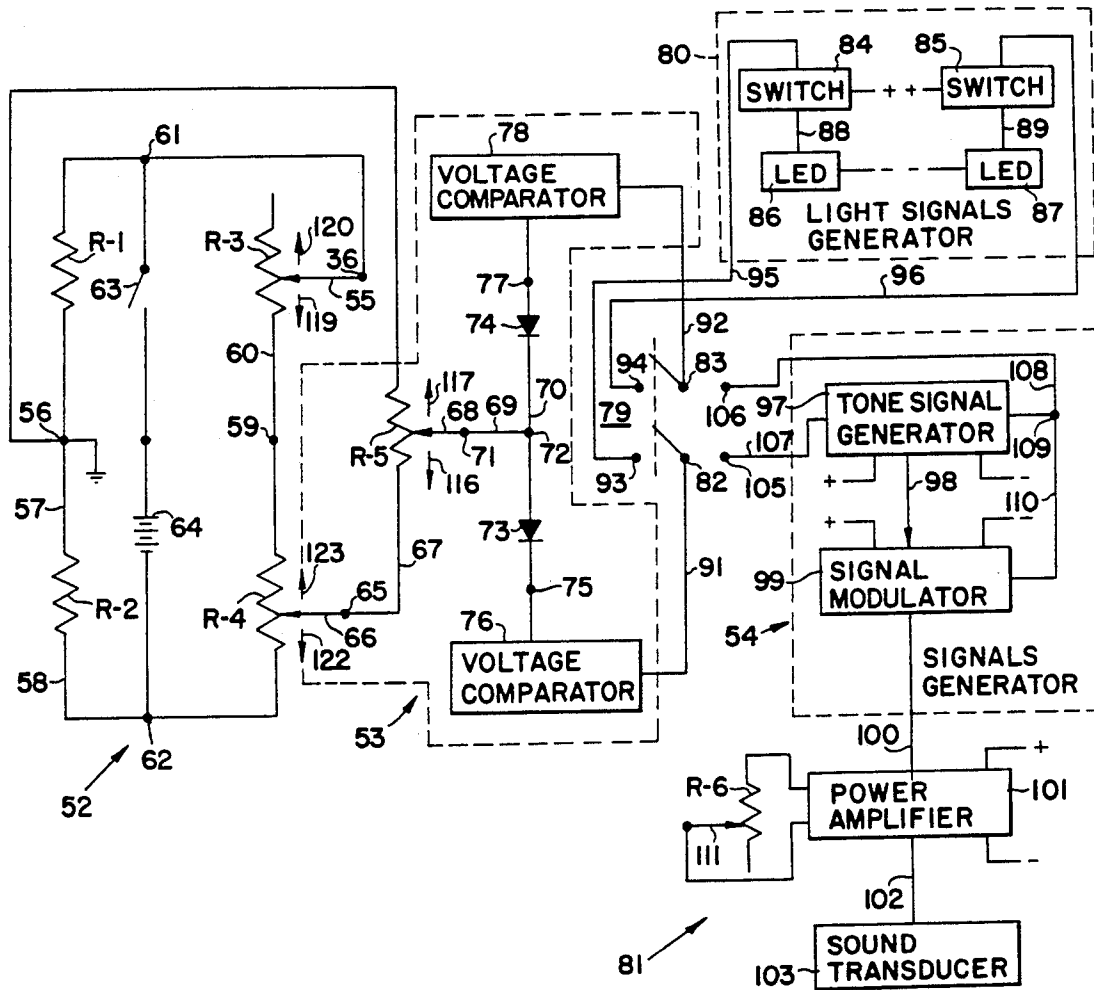 80
84
85
SWITCH
+ +
SWITCH
88
89
LED
LED
86
87
LIGHT SIGNALS
GENERATOR
61
78
VOLTAGE
COMPARATOR
95
96
R-1
63
R-3
120
36
55
119
77
92
74
60
94
83
106
108
117
70
79
97
TONE SIGNAL
GENERATOR
56
59
68
69
107
109
R-5
71
72
93
82
105
116
+
98
-
110
57
64
73
91
+
-
67
123
65
75
99
SIGNAL
MODULATOR
R-2
R-4
66
76
122
54
58
VOLTAGE
COMPARATOR
SIGNALS
GENERATOR
53
62
52
100
+
R-6
POWER
AMPLIFIER
101
111
-
102
81
SOUND
TRANSDUCER
103